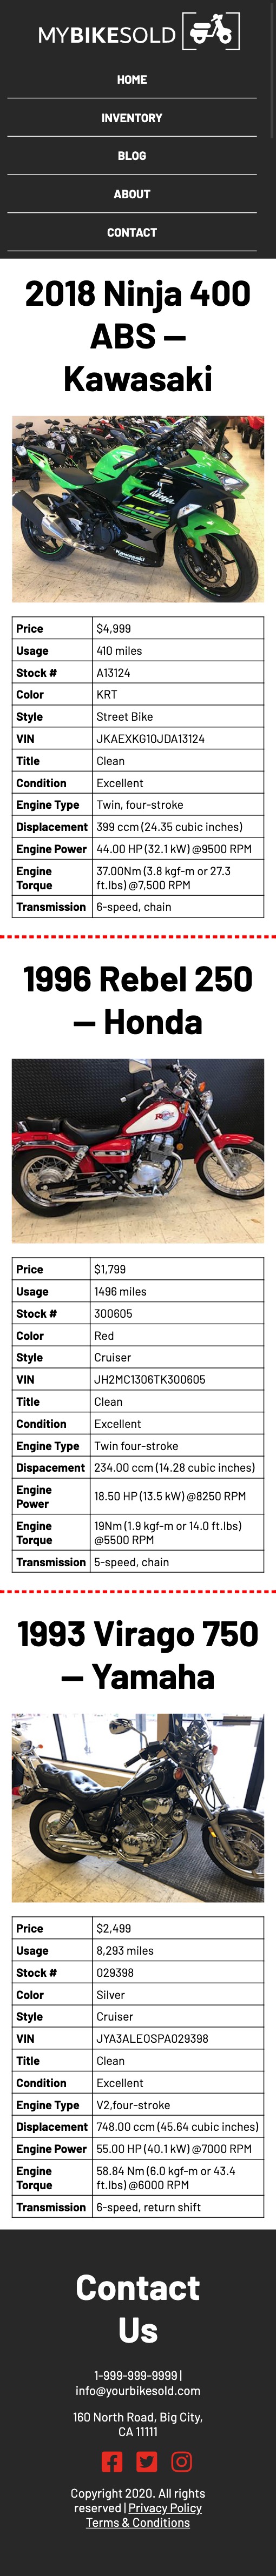 MYBIKESOLD
HOME
INVENTORY
BLOG
ABOUT
CONTACT
2018 Ninja 400
ABS —
Kawasaki
Ninja
Kawasaki
Price $4,999
Usage 410 miles
Stock # A13124
Color KRT
Style Street Bike
VIN JKAEXKG10JDA13124
Title Clean
Condition Excellent
Engine Type Twin, four-stroke
Displacement 399 ccm (24.35 cubic inches)
Engine Power 44.00 HP (32.1 kW) @9500 RPM
Engine Torque 37.00Nm (3.8 kgf-m or 27.3
ft.lbs) @7,500 RPM
Transmission 6-speed, chain
1996 Rebel 250
— Honda
Price $1,799
Usage 1496 miles
Stock # 300605
Color Red
Style Cruiser
VIN JH2MC1306TK300605
Title Clean
Condition Excellent
Engine Type Twin four-stroke
Dispacement 234.00 ccm (14.28 cubic inches)
Engine Power 18.50 HP (13.5 kW) @8250 RPM
Engine Torque 19Nm (1.9 kgf-m or 14.0 ft.lbs)
@5500 RPM
Transmission 5-speed, chain
1993 Virago 750
— Yamaha
Price $2,499
Usage 8,293 miles
Stock # 029398
Color Silver
Style Cruiser
VIN JYA3ALEOSPA029398
Title Clean
Condition Excellent
Engine Type V2,four-stroke
Displacement 748.00 ccm (45.64 cubic inches)
Engine Power 55.00 HP (40.1 kW) @7000 RPM
Engine Torque 58.84 Nm (6.0 kgf-m or 43.4
ft.lbs) @6000 RPM
Transmission 6-speed, return shift
Contact
Us
1-999-999-9999 |
info@yourbikesold.com
160 North Road, Big City,
CA 11111
Copyright 2020. All rights
reserved | Privacy Policy
Terms & Conditions